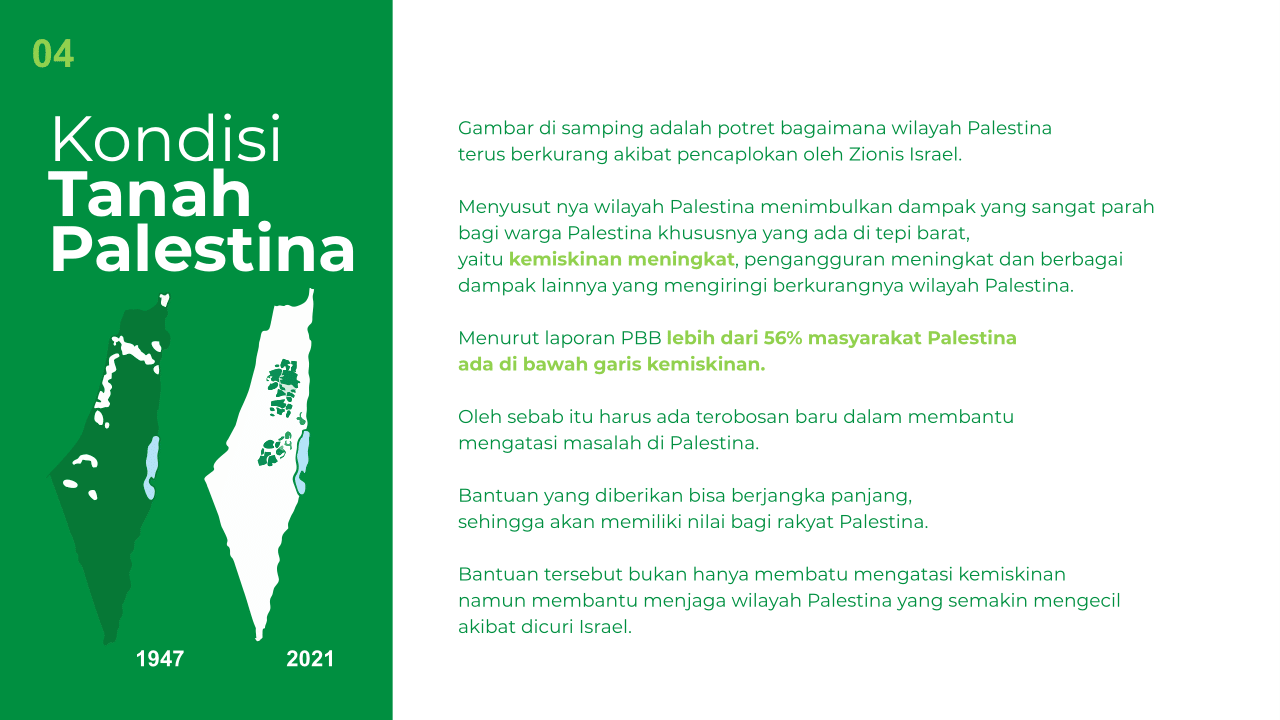 04
Kondisi
Tanah
Palestina
1947
2021
Gambar di samping adalah potret bagaimana wilayah Palestina
terus berkurang akibat pencaplokan oleh Zionis Israel.
Menyusut nya wilayah Palestina menimbulkan dampak yang sangat parah
bagi warga Palestina khususnya yang ada di tepi barat,
yaitu kemiskinan meningkat, pengangguran meningkat dan berbagai
dampak lainnya yang mengiringi berkurangnya wilayah Palestina.
Menurut laporan PBB lebih dari 56% masyarakat Palestina
ada di bawah garis kemiskinan.
Oleh sebab itu harus ada terobosan baru dalam membantu
mengatasi masalah di Palestina.
Bantuan yang diberikan bisa berjangka panjang,
sehingga akan memiliki nilai bagi rakyat Palestina.
Bantuan tersebut bukan hanya membatu mengatasi kemiskinan
namun membantu menjaga wilayah Palestina yang semakin mengecil
akibat dicuri Israel.